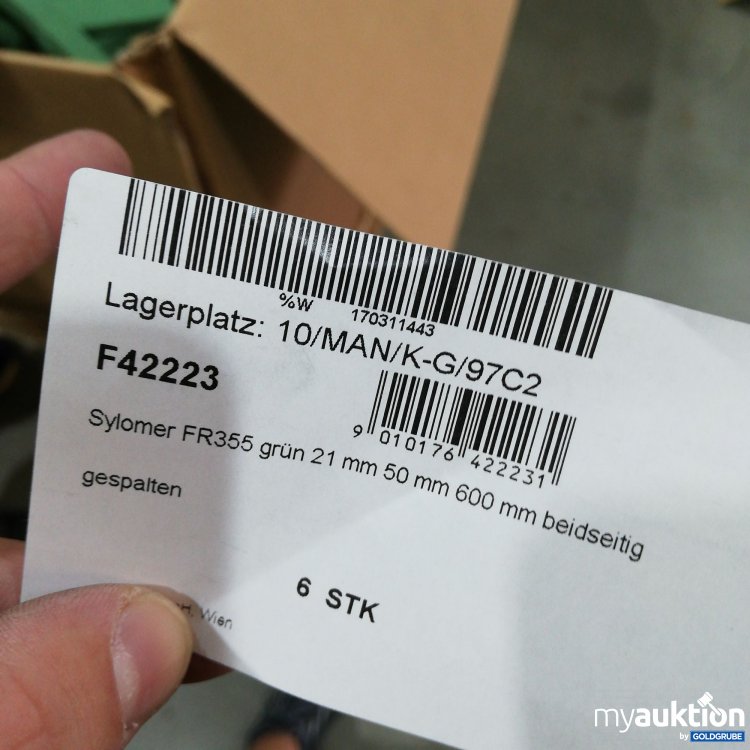 %W 170311443
Lagerplatz: 10/MAN/K-G/97C2
F42223
9 010176 422231
Sylomer FR355 grün 21 mm 50 mm 600 mm beidseitig
gespalten
6 STK
Wien
myauktion
by GOLDGRUBE